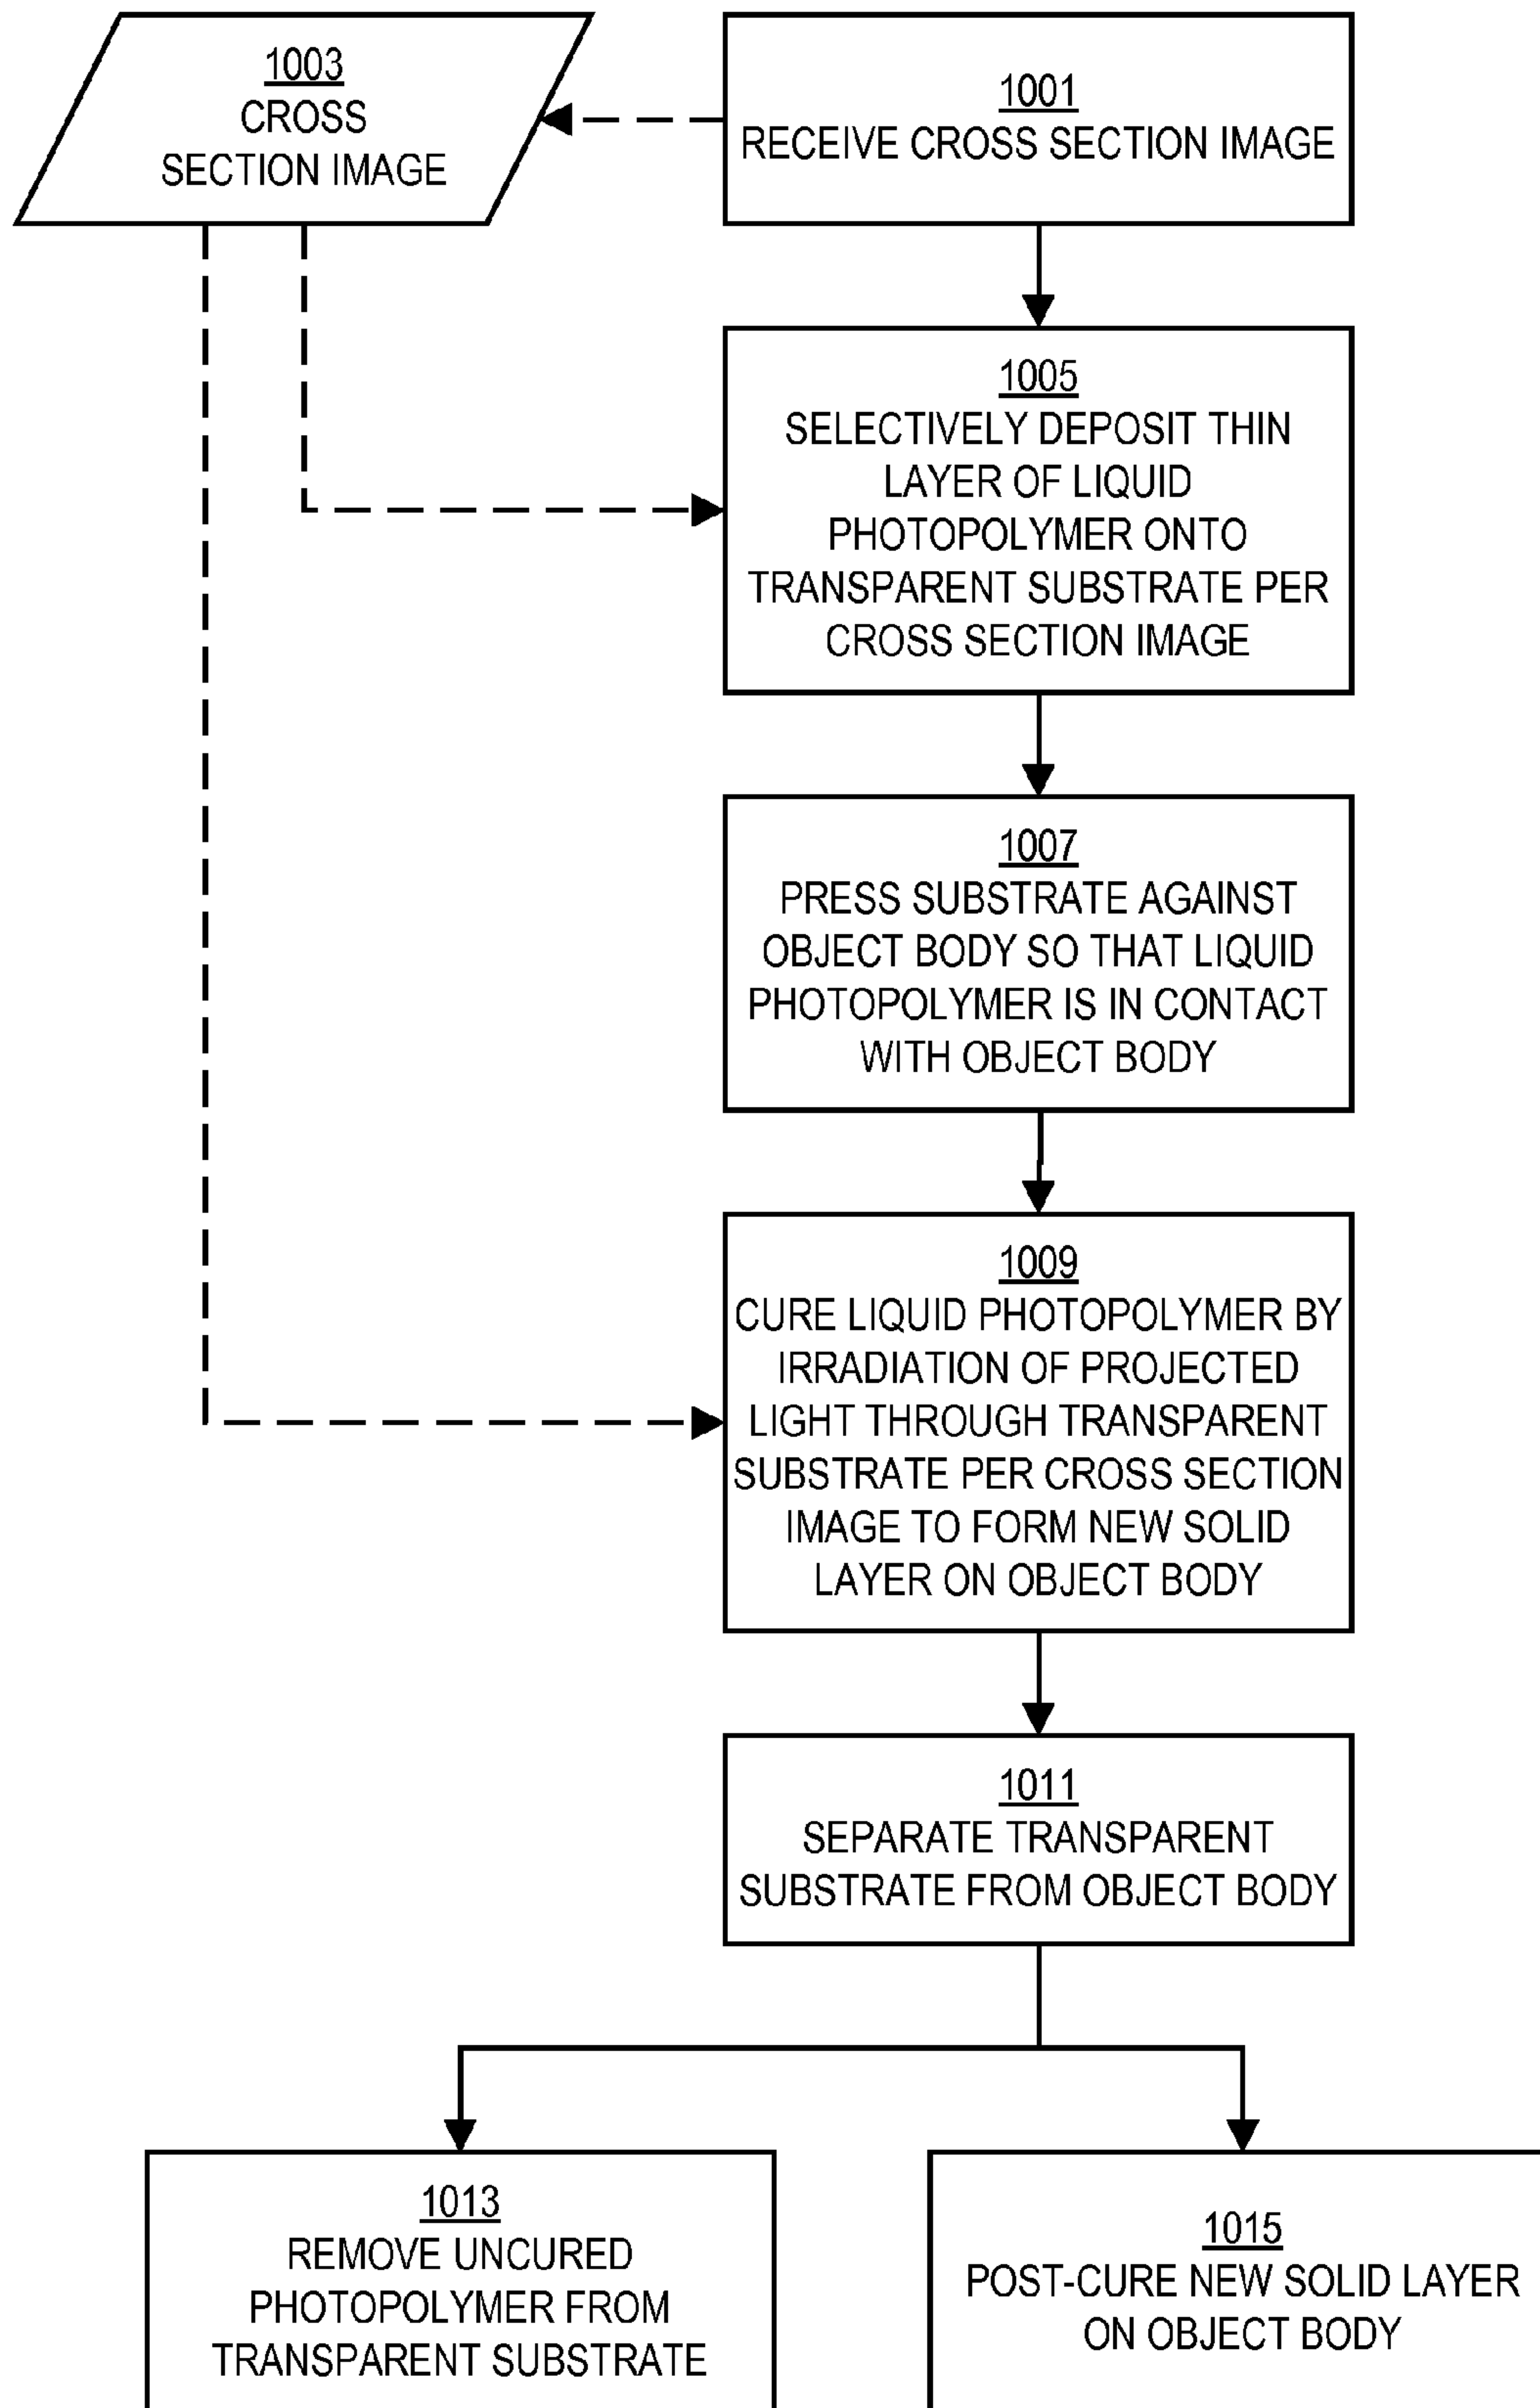 1003
CROSS
SECTION IMAGE
1001
RECEIVE CROSS SECTION IMAGE
1005
SELECTIVELY DEPOSIT THIN
LAYER OF LIQUID
PHOTOPOLYMER ONTO
TRANSPARENT SUBSTRATE PER
CROSS SECTION IMAGE
1007
PRESS SUBSTRATE AGAINST
OBJECT BODY SO THAT LIQUID
PHOTOPOLYMER IS IN CONTACT
WITH OBJECT BODY
1009
CURE LIQUID PHOTOPOLYMER BY
IRRADIATION OF PROJECTED
LIGHT THROUGH TRANSPARENT
SUBSTRATE PER CROSS SECTION
IMAGE TO FORM NEW SOLID
LAYER ON OBJECT BODY
1011
SEPARATE TRANSPARENT
SUBSTRATE FROM OBJECT BODY
1013
REMOVE UNCURED
PHOTOPOLYMER FROM
TRANSPARENT SUBSTRATE
1015
POST-CURE NEW SOLID LAYER
ON OBJECT BODY